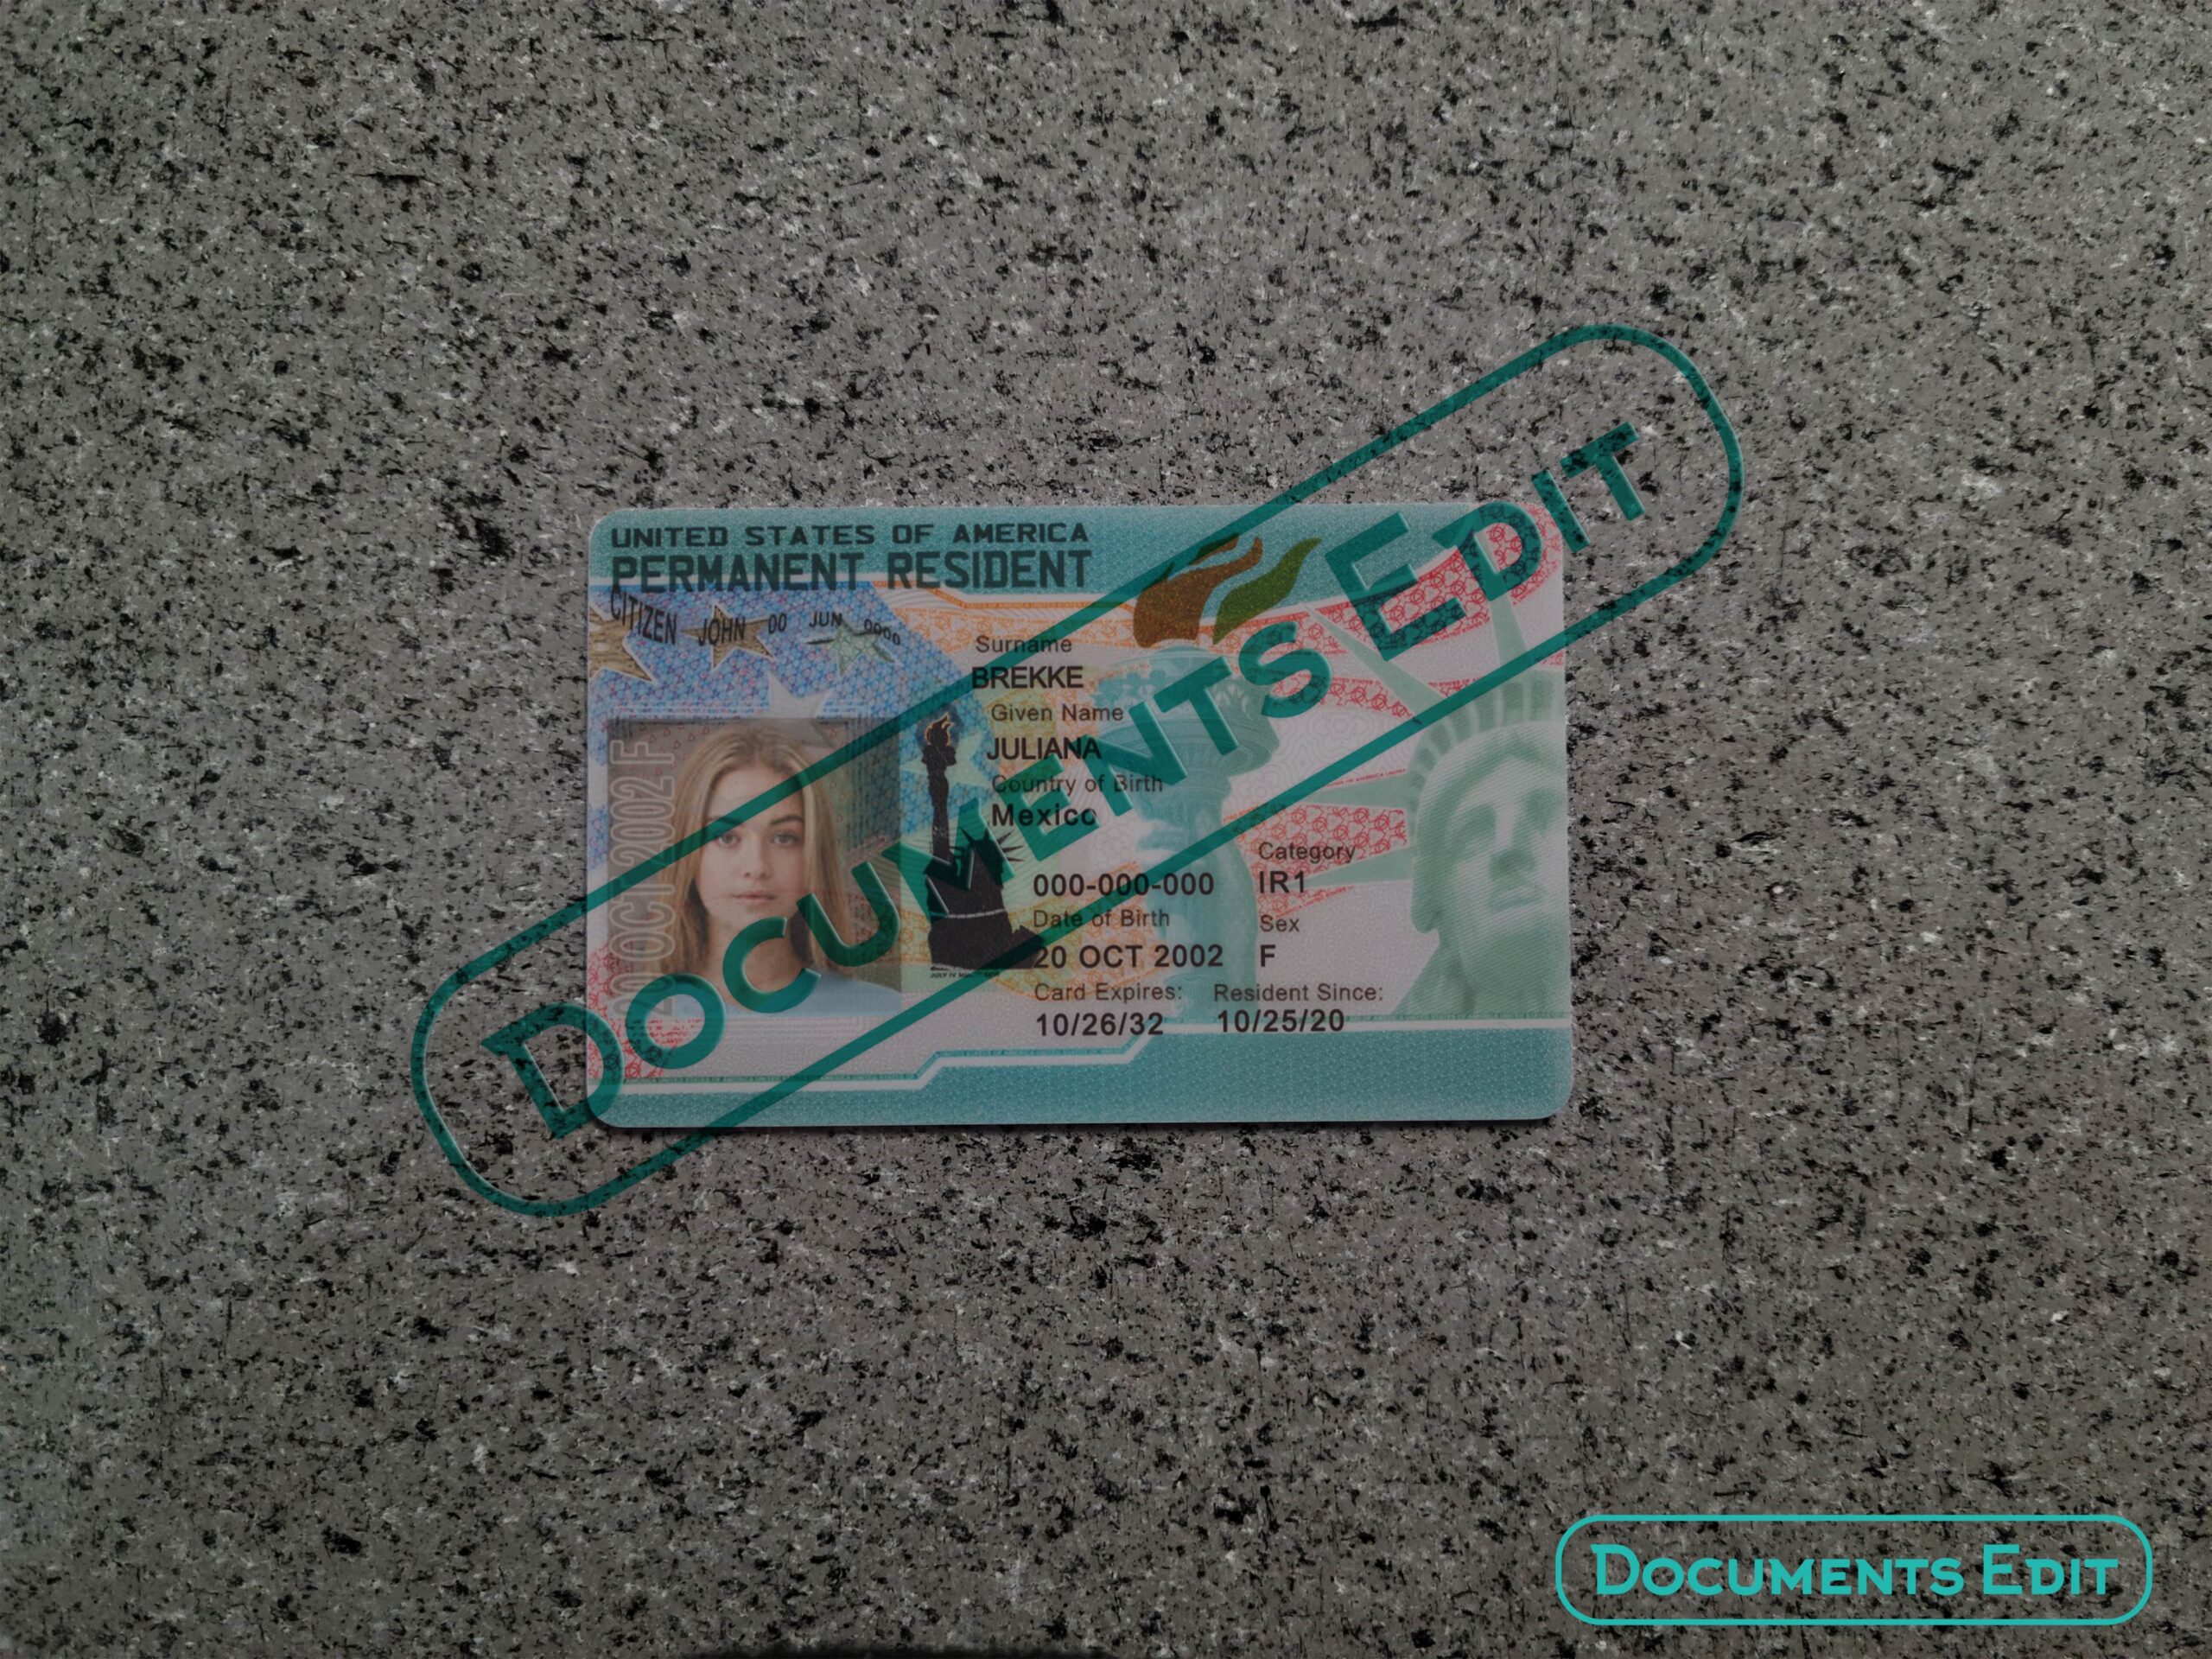 UNITED STATES OF AMERICA
PERMANENT RESIDENT
CITIZEN JOHN 00 JUN 0000
Surname
BREKKE
Given Name
JULIANA
Country of Birth
Mexico
Category
000-000-000 IR1
Date of Birth Sex
20 OCT 2002 F
Card Expires: Resident Since:
10/26/32 10/25/20
20 OCT 2002 F
DOCUMENTS EDIT
DOCUMENTS EDIT